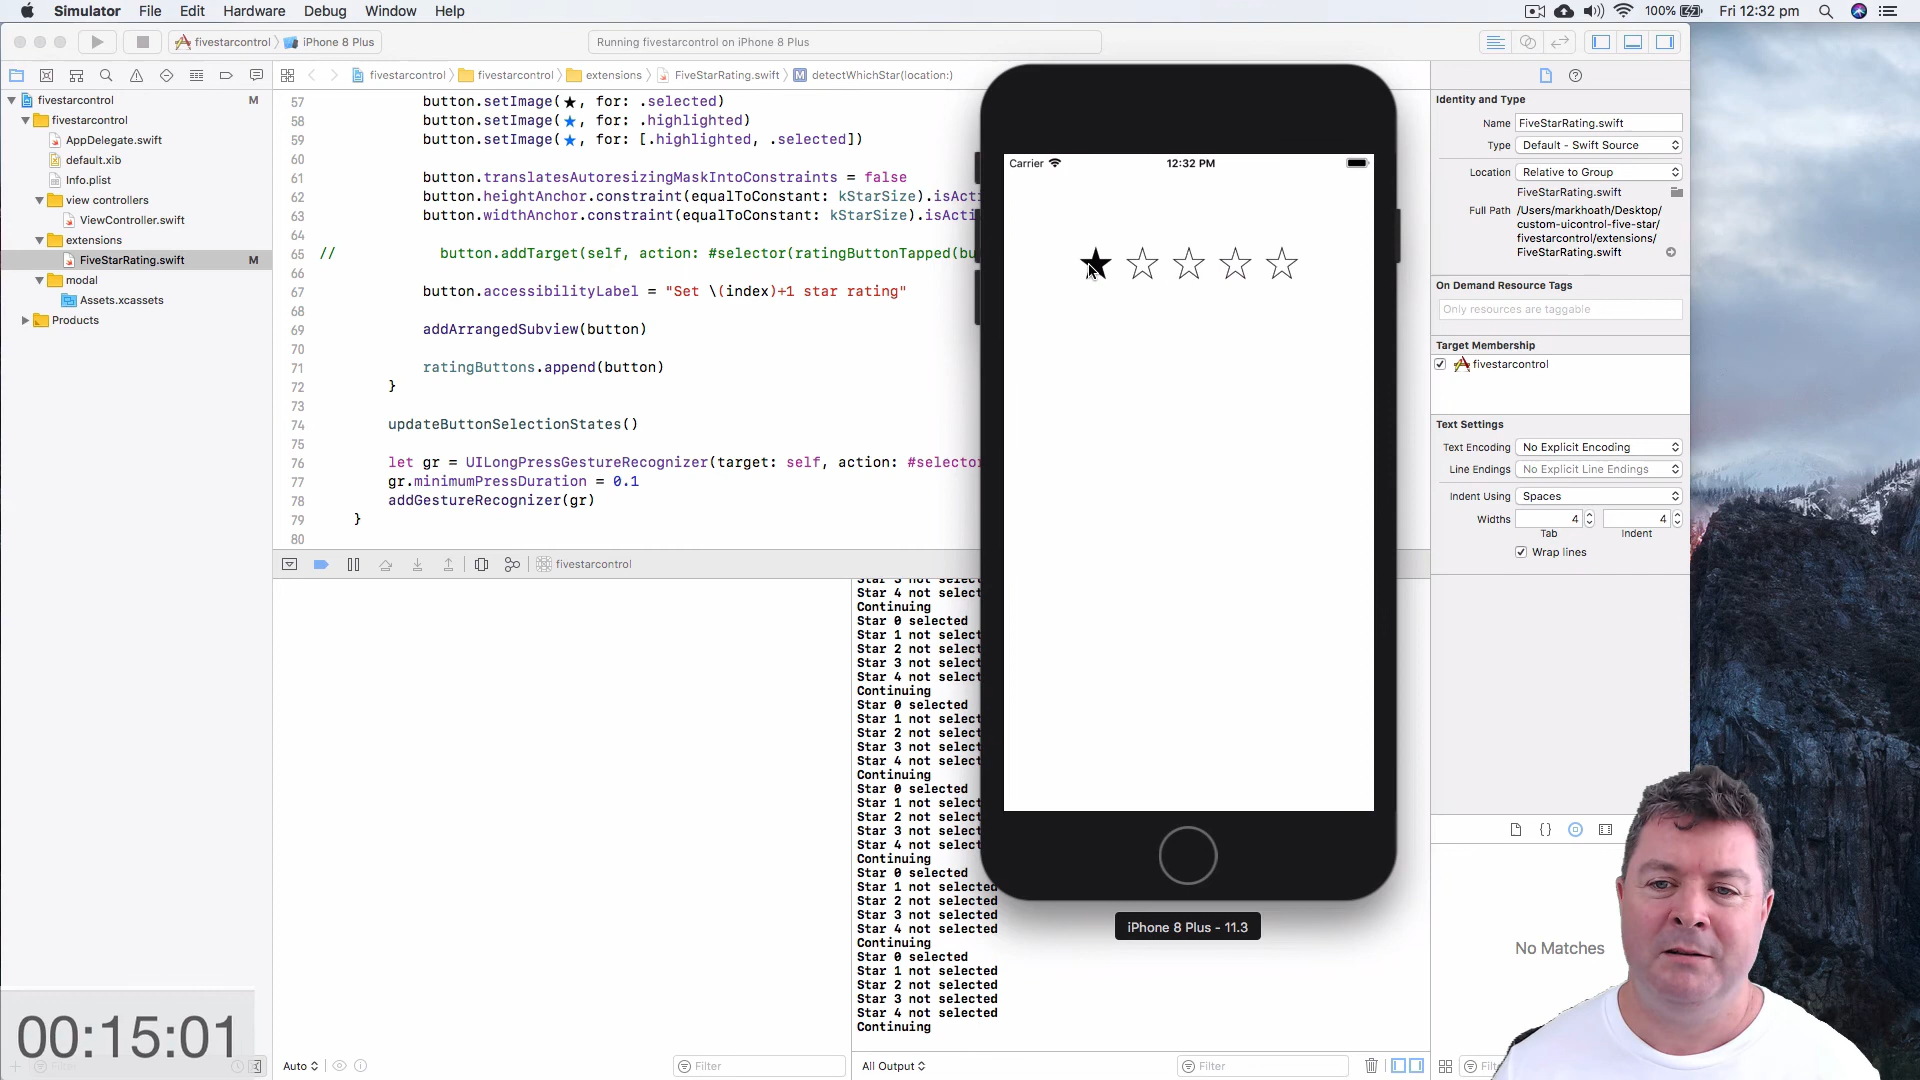 Simulator File Edit Hardware Debug Window Help 100% Fri 12:32 pm
fivestarcontrol iPhone 8 Plus Running fivestarcontrol on iPhone 8 Plus
fivestarcontrol fivestarcontrol extensions FiveStarRating.swift M detectWhichStar(location:)
fivestarcontrol M
fivestarcontrol
AppDelegate.swift
default.xib
Info.plist
view controllers
ViewController.swift
extensions
FiveStarRating.swift M
modal
Assets.xcassets
Products
57 button.setImage(★, for: .selected)
58 button.setImage(★, for: .highlighted)
59 button.setImage(★, for: [.highlighted, .selected])
60
61 button.translatesAutoresizingMaskIntoConstraints = false
62 button.heightAnchor.constraint(equalToConstant: kStarSize).isAct
63 button.widthAnchor.constraint(equalToConstant: kStarSize).isActi
64
65 // button.addTarget(self, action: #selector(ratingButtonTapped(bu
66
67 button.accessibilityLabel = "Set \(index)+1 star rating"
68
69 addArrangedSubview(button)
70
71 ratingButtons.append(button)
72 }
73
74 updateButtonSelectionStates()
75
76 let gr = UILongPressGestureRecognizer(target: self, action: #selector
77 gr.minimumPressDuration = 0.1
78 addGestureRecognizer(gr)
79 }
80
fivestarcontrol
Star 4 not select
Continuing
Star 0 selected
Star 1 not select
Star 2 not select
Star 3 not select
Star 4 not select
Continuing
Star 0 selected
Star 1 not select
Star 2 not select
Star 3 not select
Star 4 not select
Continuing
Star 0 selected
Star 1 not select
Star 2 not select
Star 3 not select
Star 4 not select
Continuing
Star 0 selected
Star 1 not selected
Star 2 not selected
Star 3 not selected
Star 4 not selected
Continuing
Star 0 selected
Star 1 not selected
Star 2 not selected
Star 3 not selected
Star 4 not selected
Continuing
Auto Filter All Output Filter
Carrier 12:32 PM
iPhone 8 Plus - 11.3
Identity and Type
Name FiveStarRating.swift
Type Default - Swift Source
Location Relative to Group
FiveStarRating.swift
Full Path /Users/markhoath/Desktop/
custom-uicontrol-five-star/
fivestarcontrol/extensions/
FiveStarRating.swift
On Demand Resource Tags
Only resources are taggable
Target Membership
fivestarcontrol
Text Settings
Text Encoding No Explicit Encoding
Line Endings No Explicit Line Endings
Indent Using Spaces
Widths 4 4
Tab Indent
Wrap lines
No Matches
00:15:01